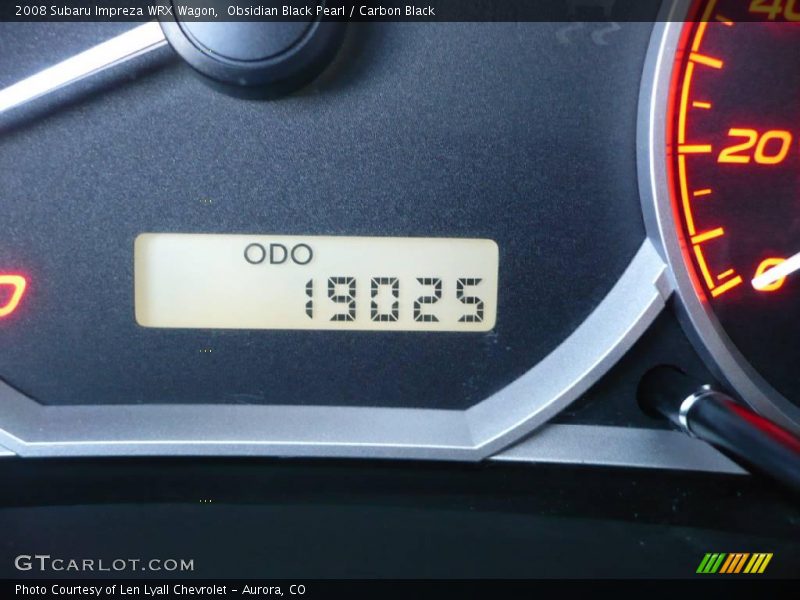 2008 Subaru Impreza WRX Wagon,  Obsidian Black Pearl / Carbon Black
40
20
0
ODO
19025
0
GTCARLOT.COM
Photo Courtesy of Len Lyall Chevrolet - Aurora, CO